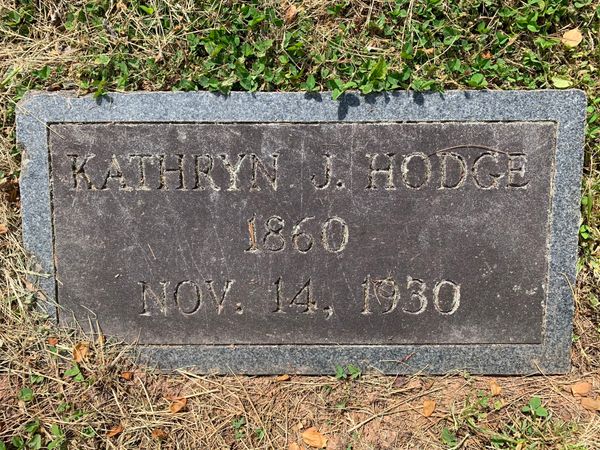 KATHRYN J. HODGE
1860
NOV. 14, 1930